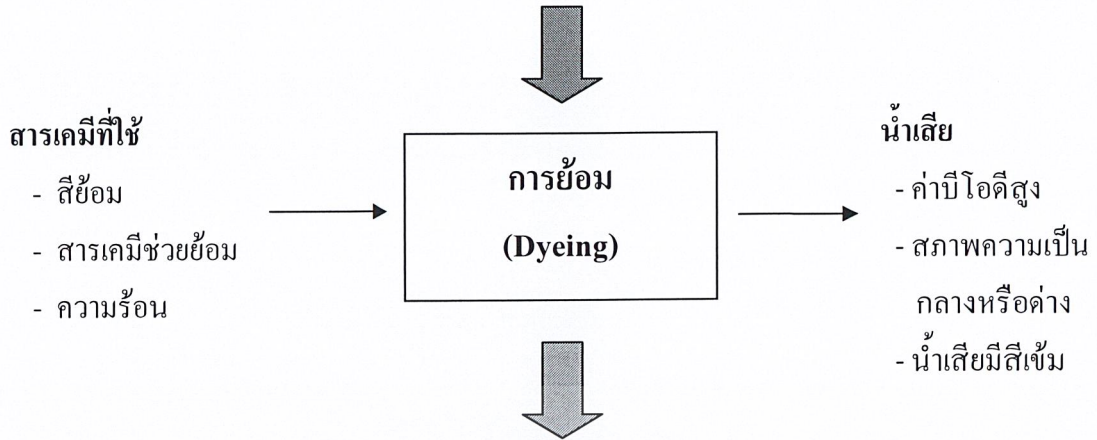 สารเคมีที่ใช้
- สีย้อม
- สารเคมีช่วยย้อม
- ความร้อน
การย้อม
(Dyeing)
น้ำเสีย
- ค่าบีโอดีสูง
- สภาพความเป็น
กลางหรือด่าง
- น้ำเสียมีสีเข้ม